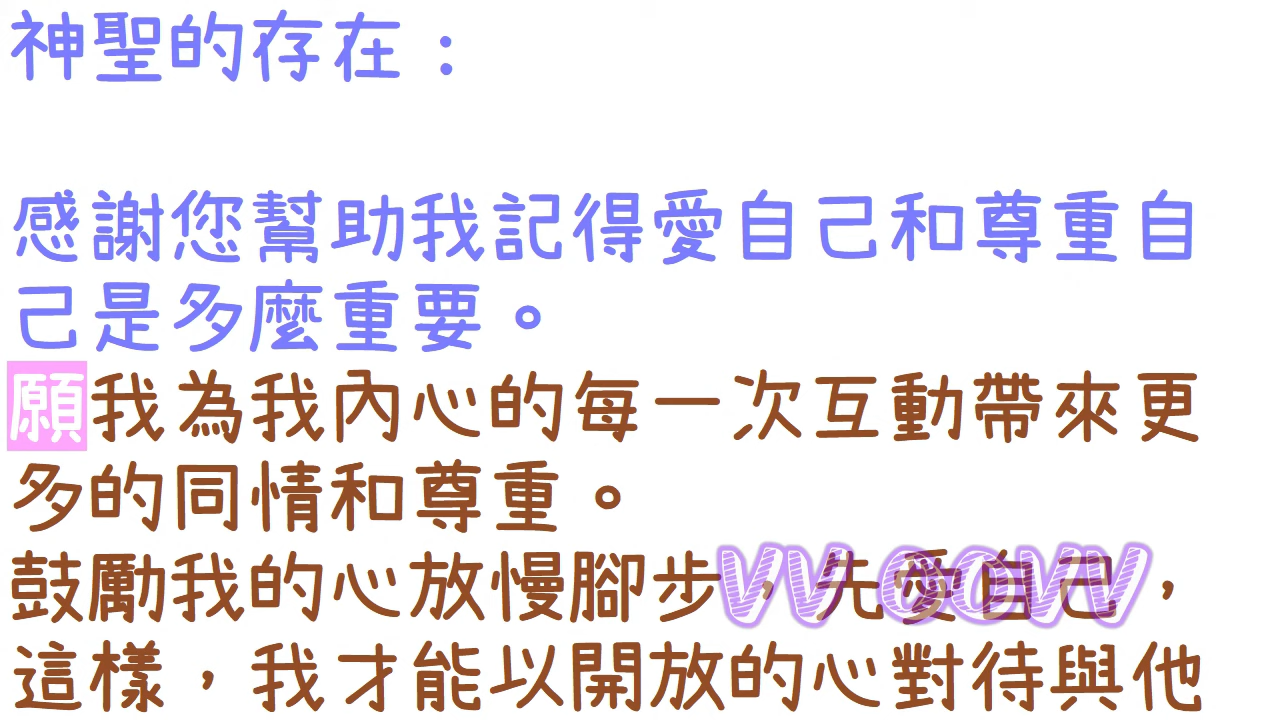 神聖的存在：
感謝您幫助我記得愛自己和尊重自
己是多麼重要。
願我為我內心的每一次互動帶來更
多的同情和尊重。
鼓勵我的心放慢腳步，先愛自己，
這樣，我才能以開放的心對待與他